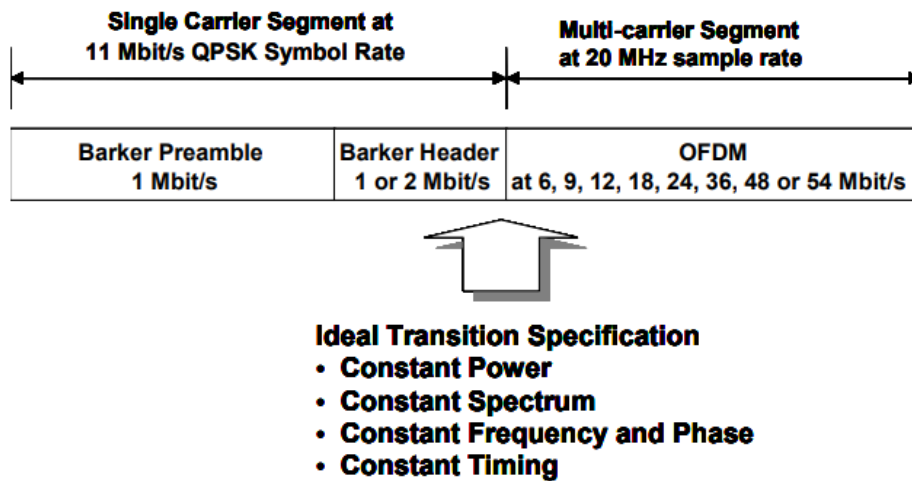 Single Carrier Segment at
11 Mbit/s QPSK Symbol Rate
Multi-carrier Segment
at 20 MHz sample rate
Barker Preamble
1 Mbit/s
Barker Header
1 or 2 Mbit/s
OFDM
at 6, 9, 12, 18, 24, 36, 48 or 54 Mbit/s
Ideal Transition Specification
• Constant Power
• Constant Spectrum
• Constant Frequency and Phase
• Constant Timing